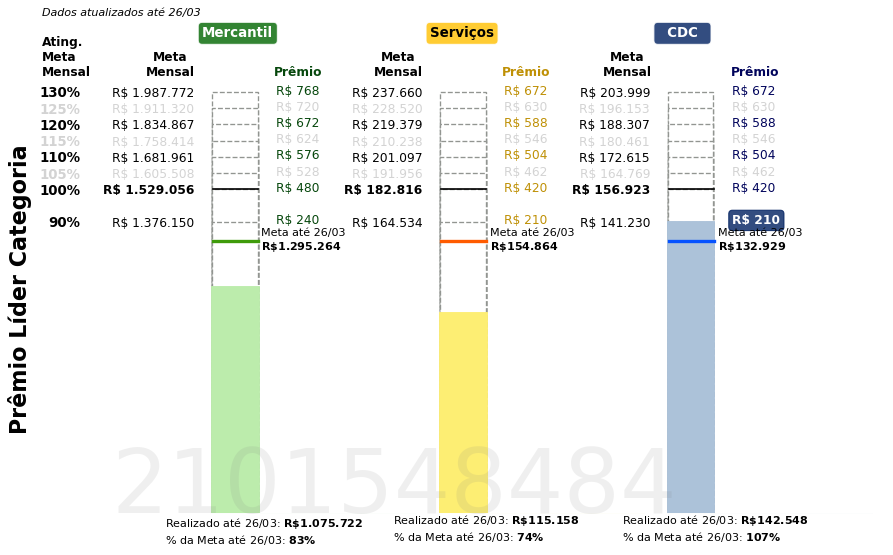 Dados atualizados até 26/03
Mercantil Serviços CDC
Ating.
Meta Meta Meta Meta
Mensal Mensal Prêmio Mensal Prêmio Mensal Prêmio
130% R$ 1.987.772 R$ 768 R$ 237.660 R$ 672 R$ 203.999 R$ 672
125% R$ 1.911.320 R$ 720 R$ 228.520 R$ 630 R$ 196.153 R$ 630
120% R$ 1.834.867 R$ 672 R$ 219.379 R$ 588 R$ 188.307 R$ 588
115% R$ 1.758.414 R$ 624 R$ 210.238 R$ 546 R$ 180.461 R$ 546
110% R$ 1.681.961 R$ 576 R$ 201.097 R$ 504 R$ 172.615 R$ 504
105% R$ 1.605.508 R$ 528 R$ 191.956 R$ 462 R$ 164.769 R$ 462
100% R$ 1.529.056 R$ 480 R$ 182.816 R$ 420 R$ 156.923 R$ 420
90% R$ 1.376.150 R$ 240 R$ 164.534 R$ 210 R$ 141.230 R$ 210
Meta até 26/03 Meta até 26/03 Meta até 26/03
R$1.295.264 R$154.864 R$132.929
Prêmio Líder Categoria
2101548484
Realizado até 26/03: R$1.075.722 Realizado até 26/03: R$115.158 Realizado até 26/03: R$142.548
% da Meta até 26/03: 83% % da Meta até 26/03: 74% % da Meta até 26/03: 107%